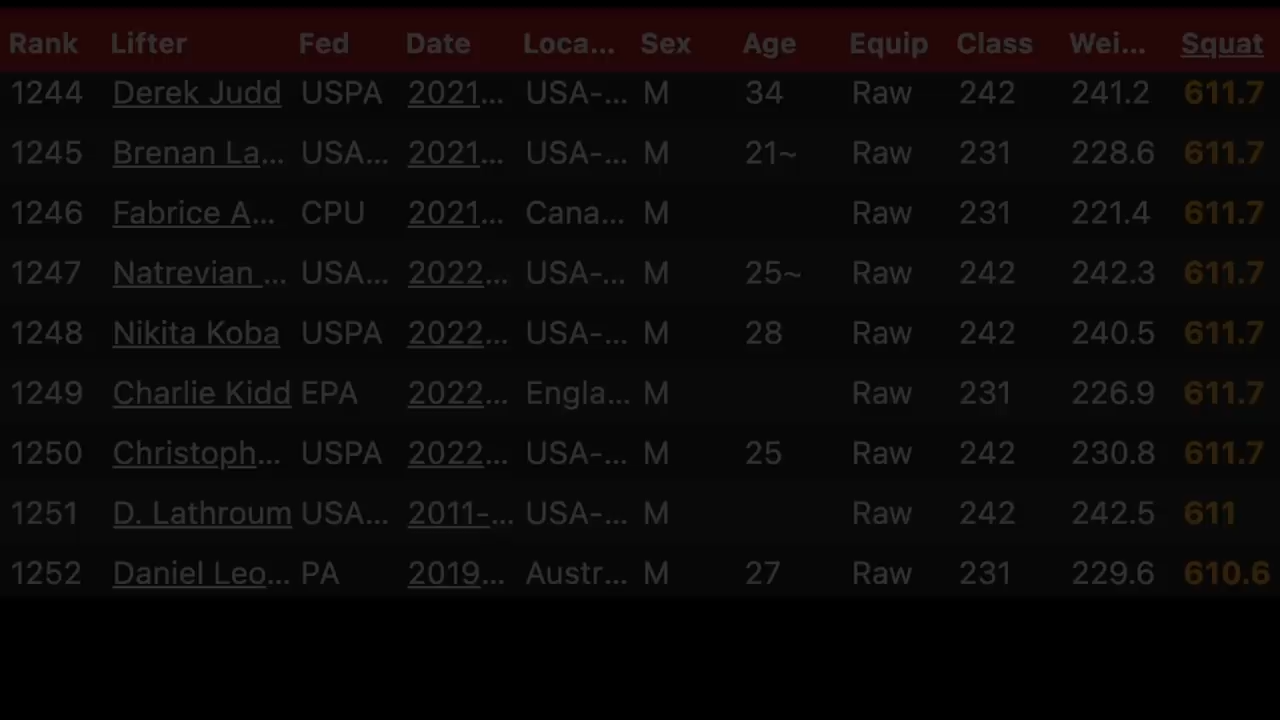 Rank Lifter Fed Date Loca... Sex Age Equip Class Wei... Squat
1244 Derek Judd USPA 2021... USA-... M 34 Raw 242 241.2 611.7
1245 Brenan La... USA... 2021... USA-... M 21~ Raw 231 228.6 611.7
1246 Fabrice A... CPU 2021... Cana... M Raw 231 221.4 611.7
1247 Natrevian ... USA... 2022... USA-... M 25~ Raw 242 242.3 611.7
1248 Nikita Koba USPA 2022... USA-... M 28 Raw 242 240.5 611.7
1249 Charlie Kidd EPA 2022... Engla... M Raw 231 226.9 611.7
1250 Christoph... USPA 2022... USA-... M 25 Raw 242 230.8 611.7
1251 D. Lathroum USA... 2011-... USA-... M Raw 242 242.5 611
1252 Daniel Leo... PA 2019... Austr... M 27 Raw 231 229.6 610.6